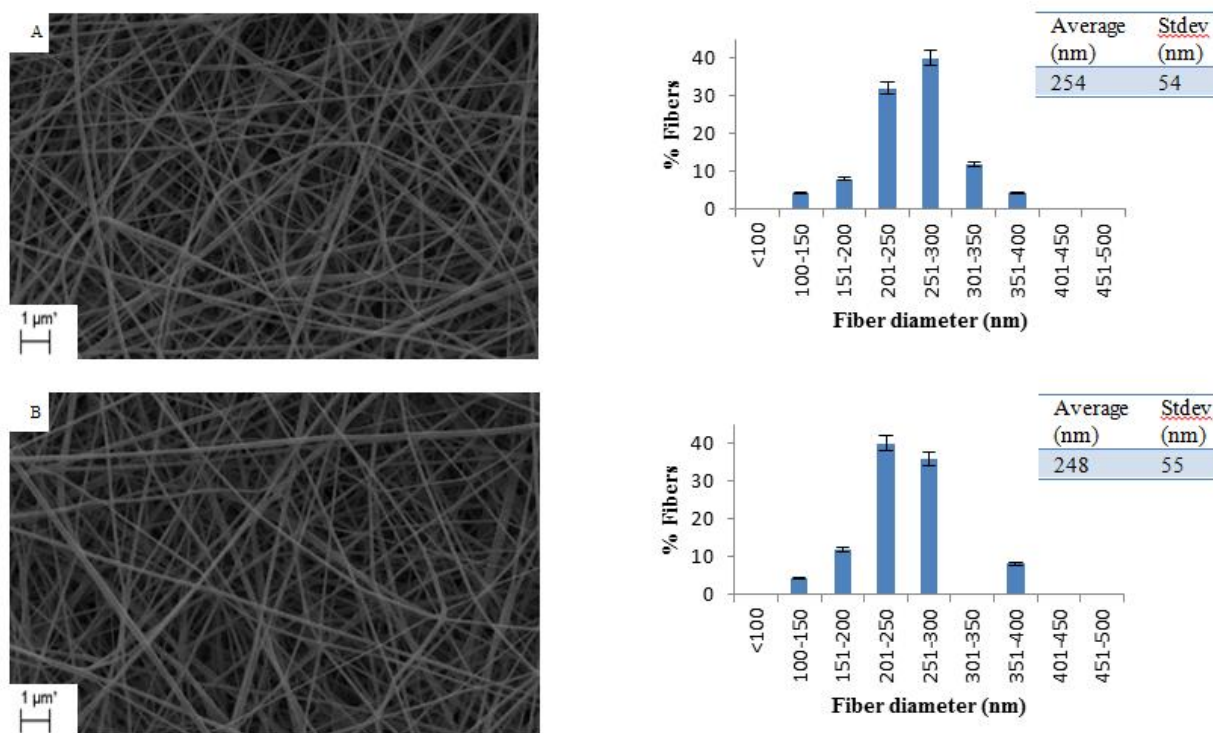 A
1 µm*
% Fibers
40
30
20
10
0
<100
100-150
151-200
201-250
251-300
301-350
351-400
401-450
451-500
Fiber diameter (nm)
Average Stdev
(nm) (nm)
254 54
B
1 µm*
% Fibers
40
30
20
10
0
<100
100-150
151-200
201-250
251-300
301-350
351-400
401-450
451-500
Fiber diameter (nm)
Average Stdev
(nm) (nm)
248 55